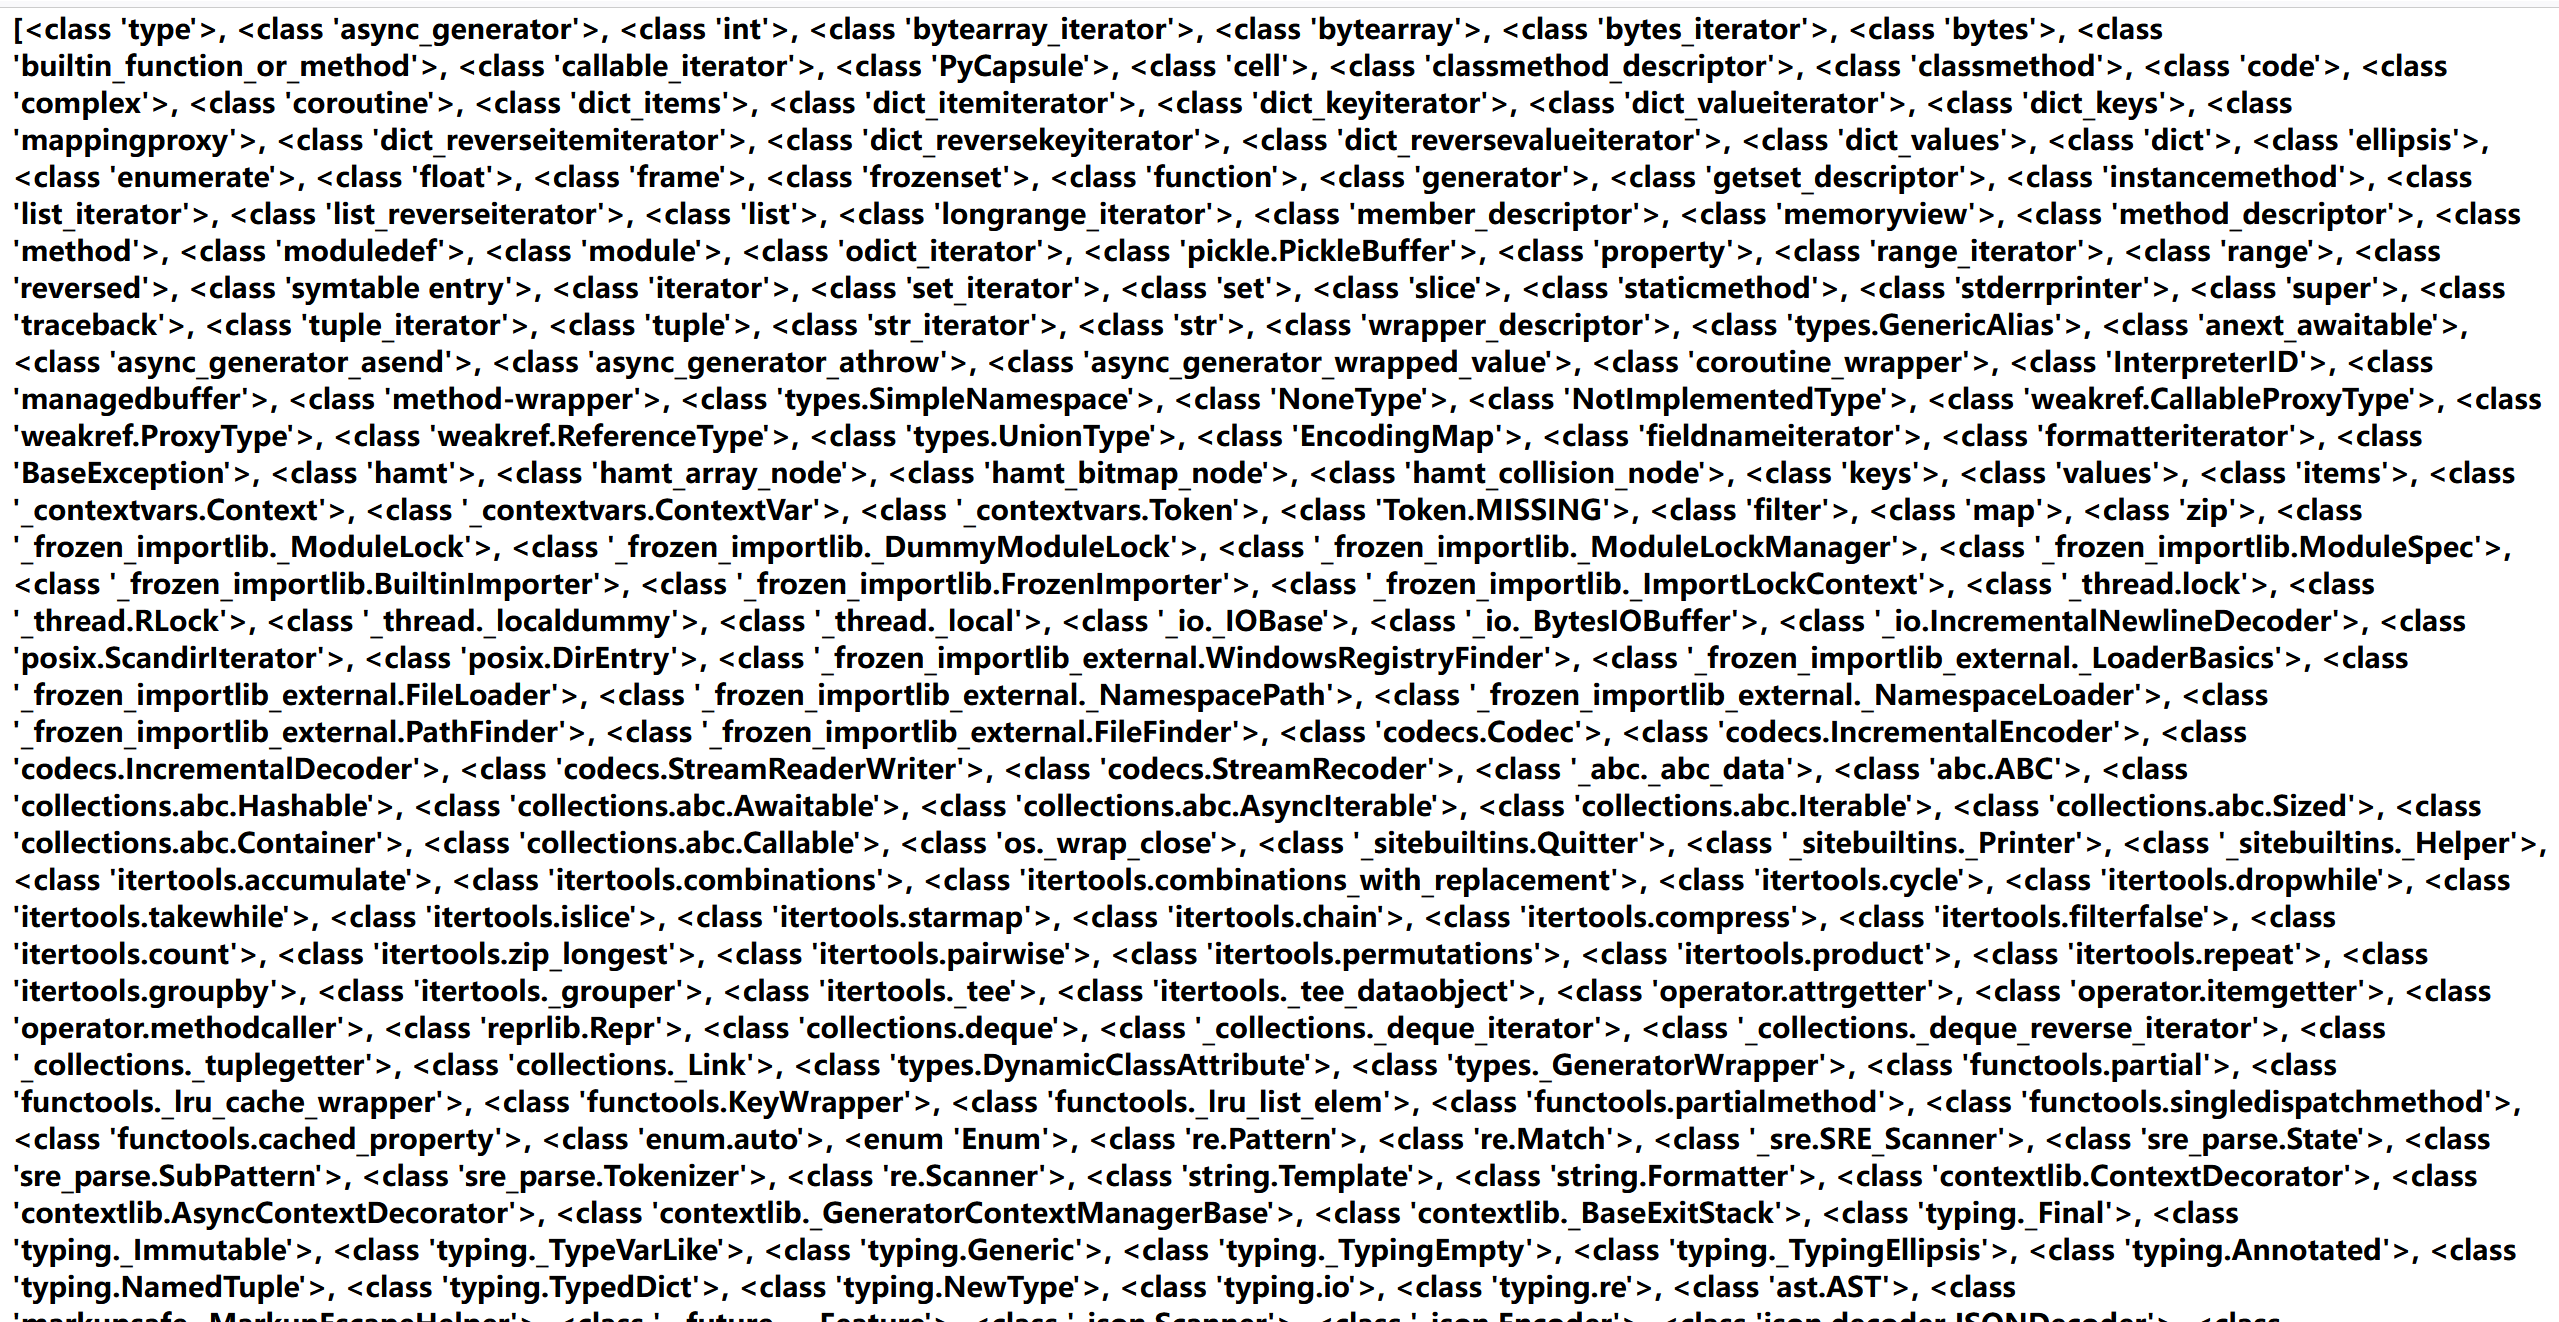 [<class 'type'>, <class 'async_generator'>, <class 'int'>, <class 'bytearray_iterator'>, <class 'bytearray'>, <class 'bytes_iterator'>, <class 'bytes'>, <class
'builtin_function_or_method'>, <class 'callable_iterator'>, <class 'PyCapsule'>, <class 'cell'>, <class 'classmethod_descriptor'>, <class 'classmethod'>, <class 'code'>, <class
'complex'>, <class 'coroutine'>, <class 'dict_items'>, <class 'dict_itemiterator'>, <class 'dict_keyiterator'>, <class 'dict_valueiterator'>, <class 'dict_keys'>, <class
'mappingproxy'>, <class 'dict_reverseitemiterator'>, <class 'dict_reversekeyiterator'>, <class 'dict_reversevalueiterator'>, <class 'dict_values'>, <class 'dict'>, <class 'ellipsis'>,
<class 'enumerate'>, <class 'float'>, <class 'frame'>, <class 'frozenset'>, <class 'function'>, <class 'generator'>, <class 'getset_descriptor'>, <class 'instancemethod'>, <class
'list_iterator'>, <class 'list_reverseiterator'>, <class 'list'>, <class 'longrange_iterator'>, <class 'member_descriptor'>, <class 'memoryview'>, <class 'method_descriptor'>, <class
'method'>, <class 'moduledef'>, <class 'module'>, <class 'odict_iterator'>, <class 'pickle.PickleBuffer'>, <class 'property'>, <class 'range_iterator'>, <class 'range'>, <class
'reversed'>, <class 'symtable entry'>, <class 'iterator'>, <class 'set_iterator'>, <class 'set'>, <class 'slice'>, <class 'staticmethod'>, <class 'stderrprinter'>, <class 'super'>, <class
'traceback'>, <class 'tuple_iterator'>, <class 'tuple'>, <class 'str_iterator'>, <class 'str'>, <class 'wrapper_descriptor'>, <class 'types.GenericAlias'>, <class 'anext_awaitable'>,
<class 'async_generator_asend'>, <class 'async_generator_athrow'>, <class 'async_generator_wrapped_value'>, <class 'coroutine_wrapper'>, <class 'InterpreterID'>, <class
'managedbuffer'>, <class 'method-wrapper'>, <class 'types.SimpleNamespace'>, <class 'NoneType'>, <class 'NotImplementedType'>, <class 'weakref.CallableProxyType'>, <class
'weakref.ProxyType'>, <class 'weakref.ReferenceType'>, <class 'types.UnionType'>, <class 'EncodingMap'>, <class 'fieldnameiterator'>, <class 'formatteriterator'>, <class
'BaseException'>, <class 'hamt'>, <class 'hamt_array_node'>, <class 'hamt_bitmap_node'>, <class 'hamt_collision_node'>, <class 'keys'>, <class 'values'>, <class 'items'>, <class
'_contextvars.Context'>, <class '_contextvars.ContextVar'>, <class '_contextvars.Token'>, <class 'Token.MISSING'>, <class 'filter'>, <class 'map'>, <class 'zip'>, <class
'_frozen_importlib._ModuleLock'>, <class '_frozen_importlib._DummyModuleLock'>, <class '_frozen_importlib._ModuleLockManager'>, <class '_frozen_importlib.ModuleSpec'>,
<class '_frozen_importlib.BuiltinImporter'>, <class '_frozen_importlib.FrozenImporter'>, <class '_frozen_importlib._ImportLockContext'>, <class '_thread.lock'>, <class
'_thread.RLock'>, <class '_thread._localdummy'>, <class '_thread._local'>, <class '_io._IOBase'>, <class '_io._BytesIOBuffer'>, <class '_io.IncrementalNewlineDecoder'>, <class
'posix.ScandirIterator'>, <class 'posix.DirEntry'>, <class '_frozen_importlib_external.WindowsRegistryFinder'>, <class '_frozen_importlib_external._LoaderBasics'>, <class
'_frozen_importlib_external.FileLoader'>, <class '_frozen_importlib_external._NamespacePath'>, <class '_frozen_importlib_external._NamespaceLoader'>, <class
'_frozen_importlib_external.PathFinder'>, <class '_frozen_importlib_external.FileFinder'>, <class 'codecs.Codec'>, <class 'codecs.IncrementalEncoder'>, <class
'codecs.IncrementalDecoder'>, <class 'codecs.StreamReaderWriter'>, <class 'codecs.StreamRecoder'>, <class '_abc._abc_data'>, <class 'abc.ABC'>, <class
'collections.abc.Hashable'>, <class 'collections.abc.Awaitable'>, <class 'collections.abc.AsyncIterable'>, <class 'collections.abc.Iterable'>, <class 'collections.abc.Sized'>, <class
'collections.abc.Container'>, <class 'collections.abc.Callable'>, <class 'os._wrap_close'>, <class '_sitebuiltins.Quitter'>, <class '_sitebuiltins._Printer'>, <class '_sitebuiltins._Helper'>,
<class 'itertools.accumulate'>, <class 'itertools.combinations'>, <class 'itertools.combinations_with_replacement'>, <class 'itertools.cycle'>, <class 'itertools.dropwhile'>, <class
'itertools.takewhile'>, <class 'itertools.islice'>, <class 'itertools.starmap'>, <class 'itertools.chain'>, <class 'itertools.compress'>, <class 'itertools.filterfalse'>, <class
'itertools.count'>, <class 'itertools.zip_longest'>, <class 'itertools.pairwise'>, <class 'itertools.permutations'>, <class 'itertools.product'>, <class 'itertools.repeat'>, <class
'itertools.groupby'>, <class 'itertools._grouper'>, <class 'itertools._tee'>, <class 'itertools._tee_dataobject'>, <class 'operator.attrgetter'>, <class 'operator.itemgetter'>, <class
'operator.methodcaller'>, <class 'reprlib.Repr'>, <class 'collections.deque'>, <class '_collections._deque_iterator'>, <class '_collections._deque_reverse_iterator'>, <class
'_collections._tuplegetter'>, <class 'collections._Link'>, <class 'types.DynamicClassAttribute'>, <class 'types._GeneratorWrapper'>, <class 'functools.partial'>, <class
'functools._lru_cache_wrapper'>, <class 'functools.KeyWrapper'>, <class 'functools._lru_list_elem'>, <class 'functools.partialmethod'>, <class 'functools.singledispatchmethod'>,
<class 'functools.cached_property'>, <class 'enum.auto'>, <enum 'Enum'>, <class 're.Pattern'>, <class 're.Match'>, <class '_sre.SRE_Scanner'>, <class 'sre_parse.State'>, <class
'sre_parse.SubPattern'>, <class 'sre_parse.Tokenizer'>, <class 're.Scanner'>, <class 'string.Template'>, <class 'string.Formatter'>, <class 'contextlib.ContextDecorator'>, <class
'contextlib.AsyncContextDecorator'>, <class 'contextlib._GeneratorContextManagerBase'>, <class 'contextlib._BaseExitStack'>, <class 'typing._Final'>, <class
'typing._Immutable'>, <class 'typing._TypeVarLike'>, <class 'typing.Generic'>, <class 'typing._TypingEmpty'>, <class 'typing._TypingEllipsis'>, <class 'typing.Annotated'>, <class
'typing.NamedTuple'>, <class 'typing.TypedDict'>, <class 'typing.NewType'>, <class 'typing.io'>, <class 'typing.re'>, <class 'ast.AST'>, <class